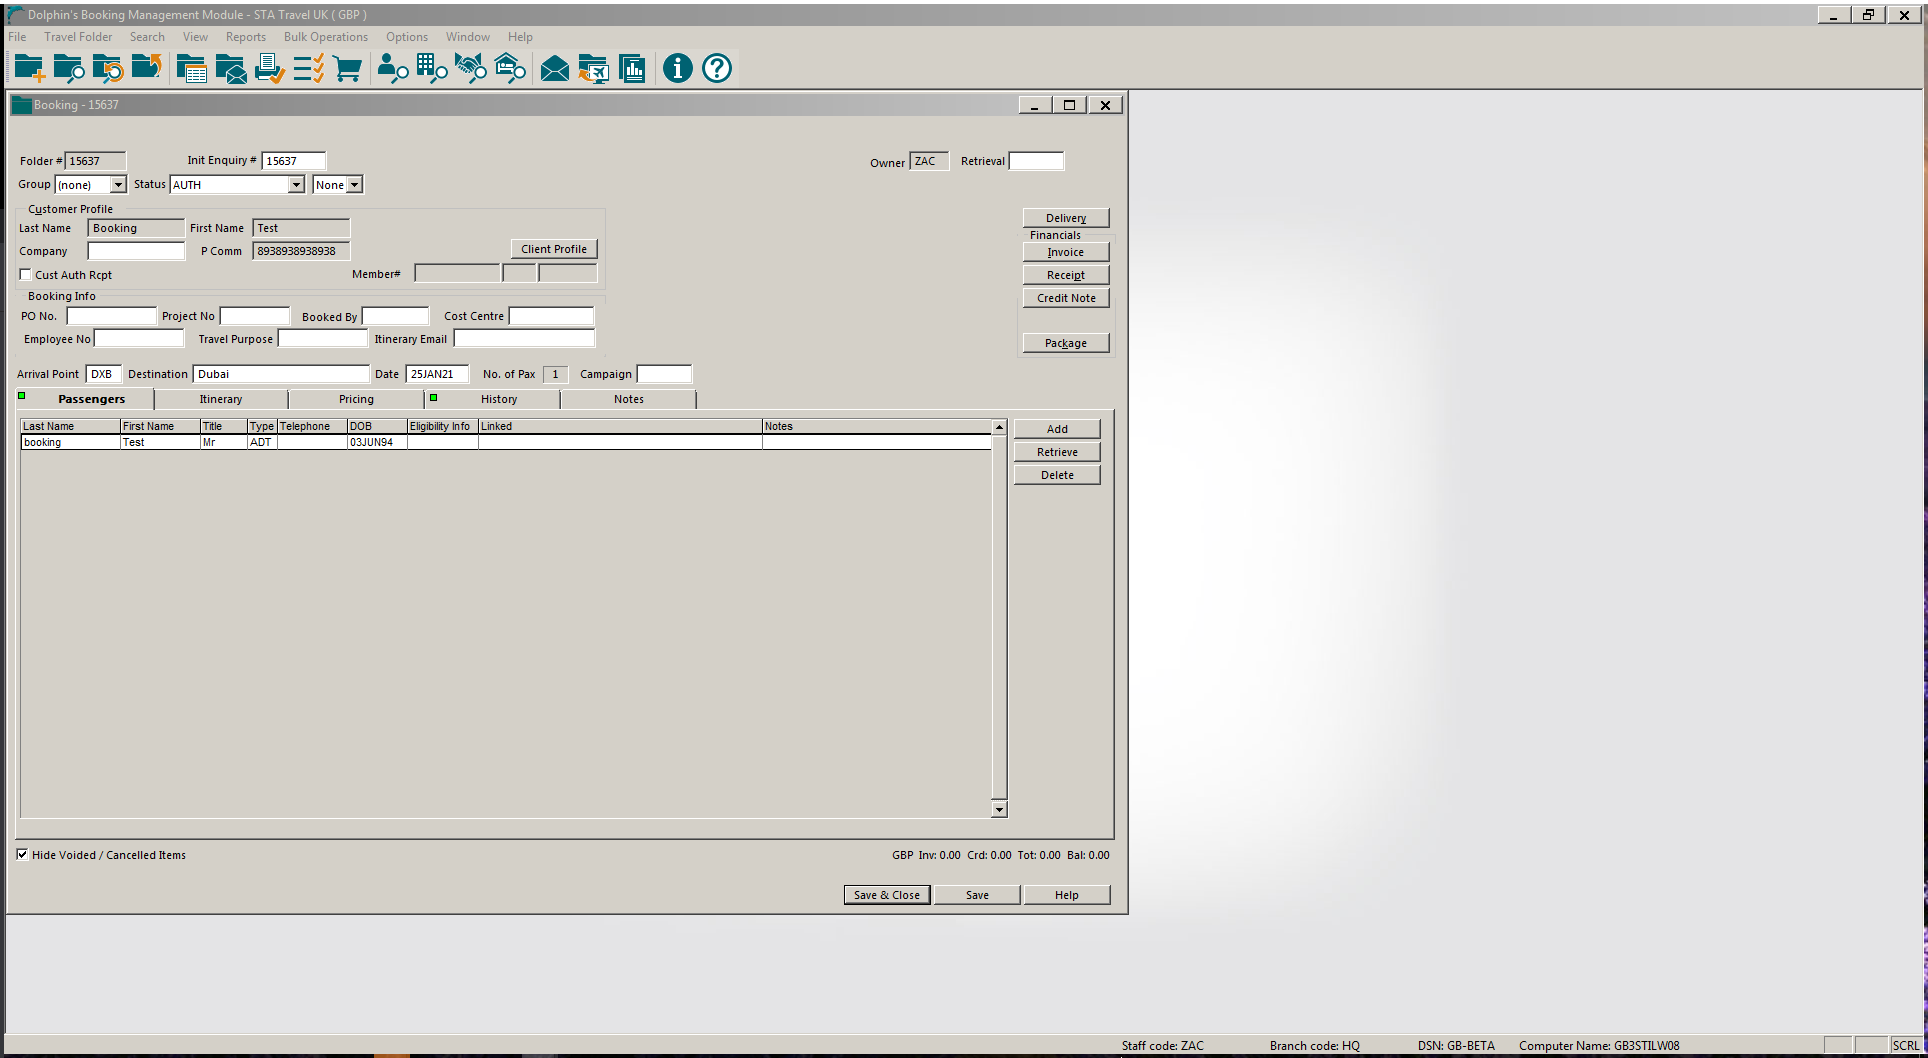 Dolphin's Booking Management Module - STA Travel UK ( GBP )
File Travel Folder Search View Reports Bulk Operations Options Window Help
Booking - 15637
Folder # 15637 Init Enquiry # 15637 Owner ZAC Retrieval
Group (none) Status AUTH None
Customer Profile
Delivery
Last Name Booking First Name Test
Financials
Company P Comm 8938938938938 Client Profile
Invoice
Cust Auth Rcpt Member# Receipt
Booking Info Credit Note
PO No. Project No Booked By Cost Centre
Employee No Travel Purpose Itinerary Email Package
Arrival Point DXB Destination Dubai Date 25JAN21 No. of Pax 1 Campaign
Passengers Itinerary Pricing History Notes
Last Name First Name Title Type Telephone DOB Eligibility Info Linked Notes Add
booking Test Mr ADT 03JUN94
Retrieve
Delete
Hide Voided / Cancelled Items GBP Inv: 0.00 Crd: 0.00 Tot: 0.00 Bal: 0.00
Save & Close Save Help
Staff code: ZAC Branch code: HQ DSN: GB-BETA Computer Name: GB3STILW08 SCRL